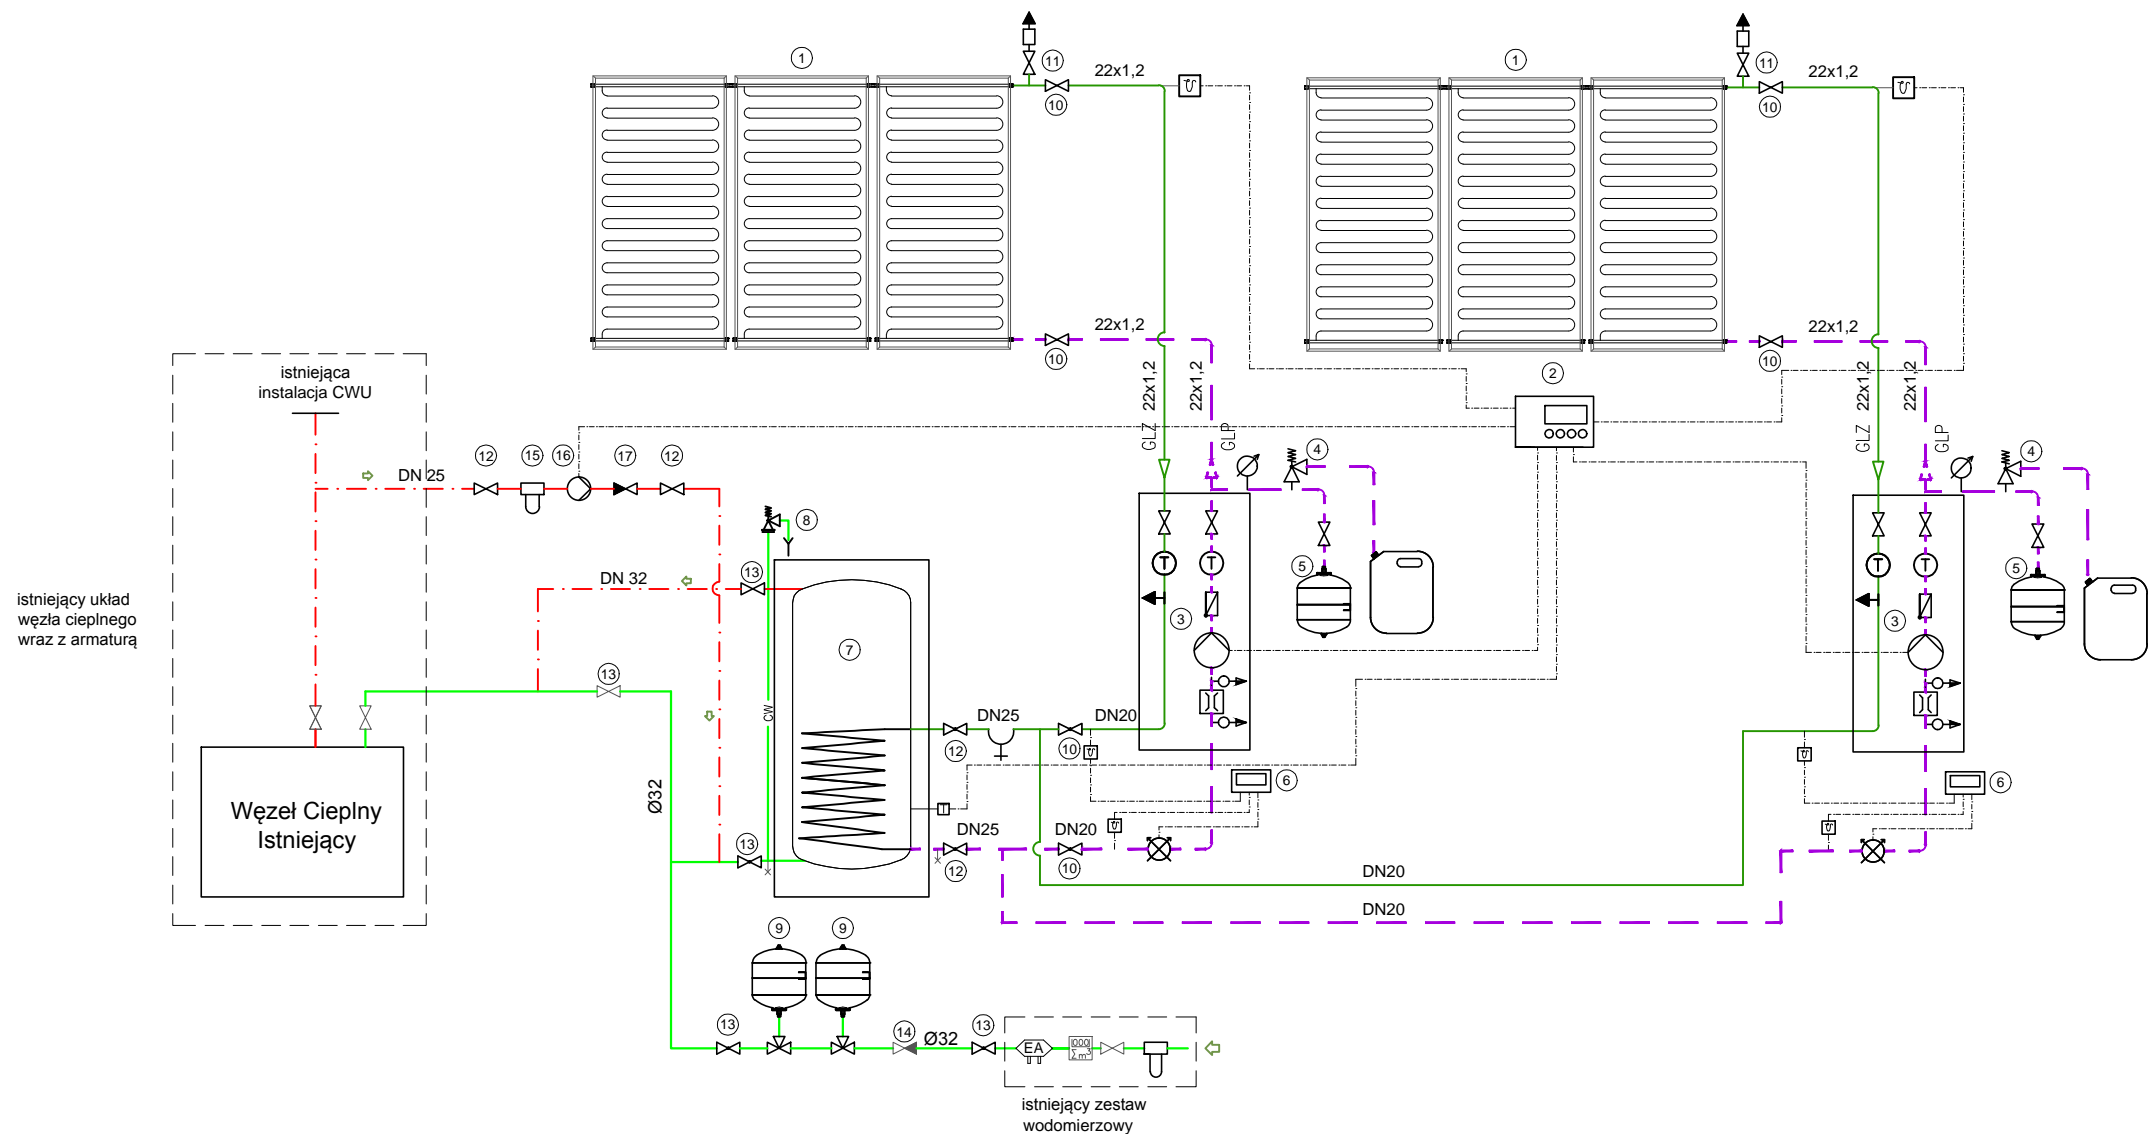 1
1
11
22x1,2
10
11
22x1,2
10
22x1,2
10
22x1,2
10
istniejąca
instalacja CWU
2
22x1,2
22x1,2
GLZ
GLP
22x1,2
22x1,2
GLZ
GLP
DN 25
12
15
16
17
12
4
4
8
T
T
T
T
5
5
DN 32
13
3
3
istniejący układ
węzła cieplnego
wraz z armaturą
7
13
CW
DN25
DN20
12
10
6
6
T
Węzeł Cieplny
Istniejący
Ø32
DN25
DN20
13
12
10
DN20
DN20
9
9
13
14
Ø32
13
EA
10001
Σm³
istniejący zestaw
wodomierzowy